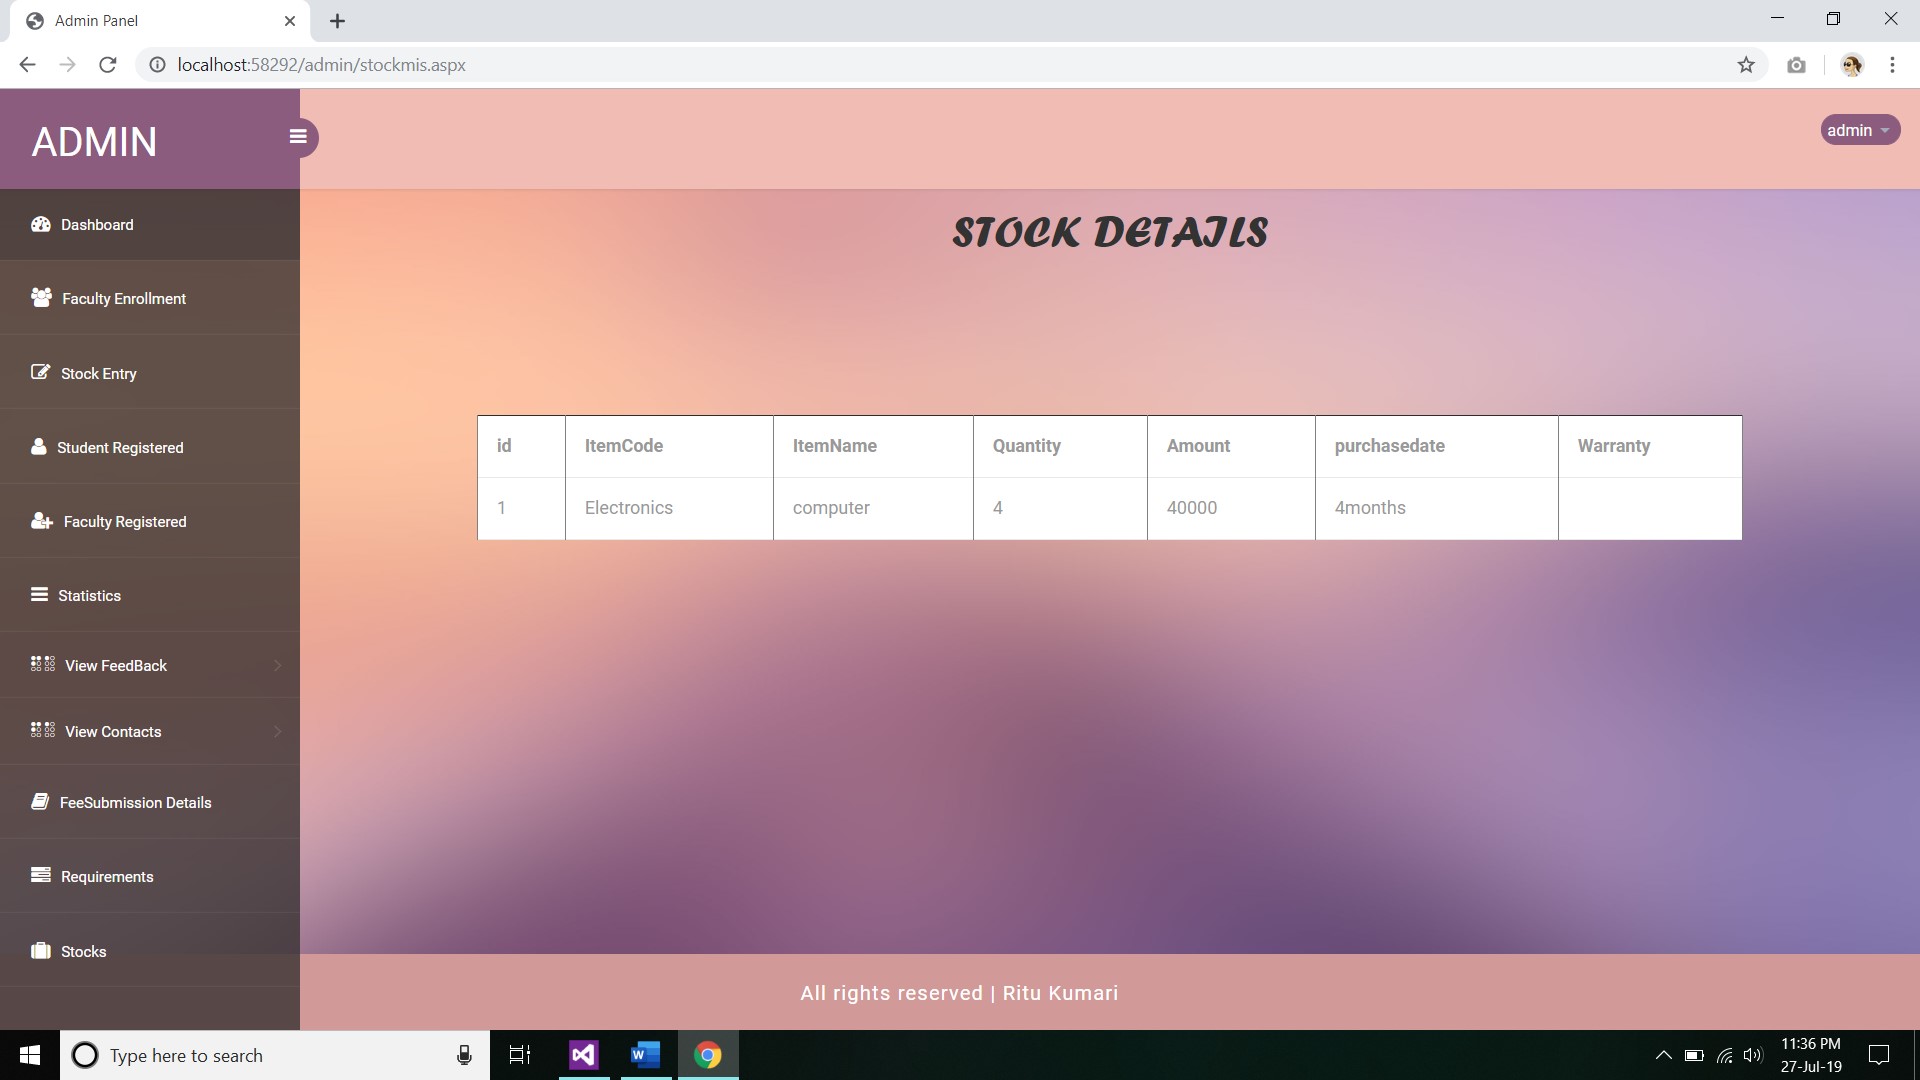 Admin Panel
localhost:58292/admin/stockmis.aspx
ADMIN
admin
Dashboard
Faculty Enrollment
Stock Entry
Student Registered
Faculty Registered
Statistics
View FeedBack
View Contacts
FeeSubmission Details
Requirements
Stocks
STOCK DETAILS
id ItemCode ItemName Quantity Amount purchasedate Warranty
1 Electronics computer 4 40000 4months
All rights reserved | Ritu Kumari
Type here to search
W
11:36 PM
27-Jul-19